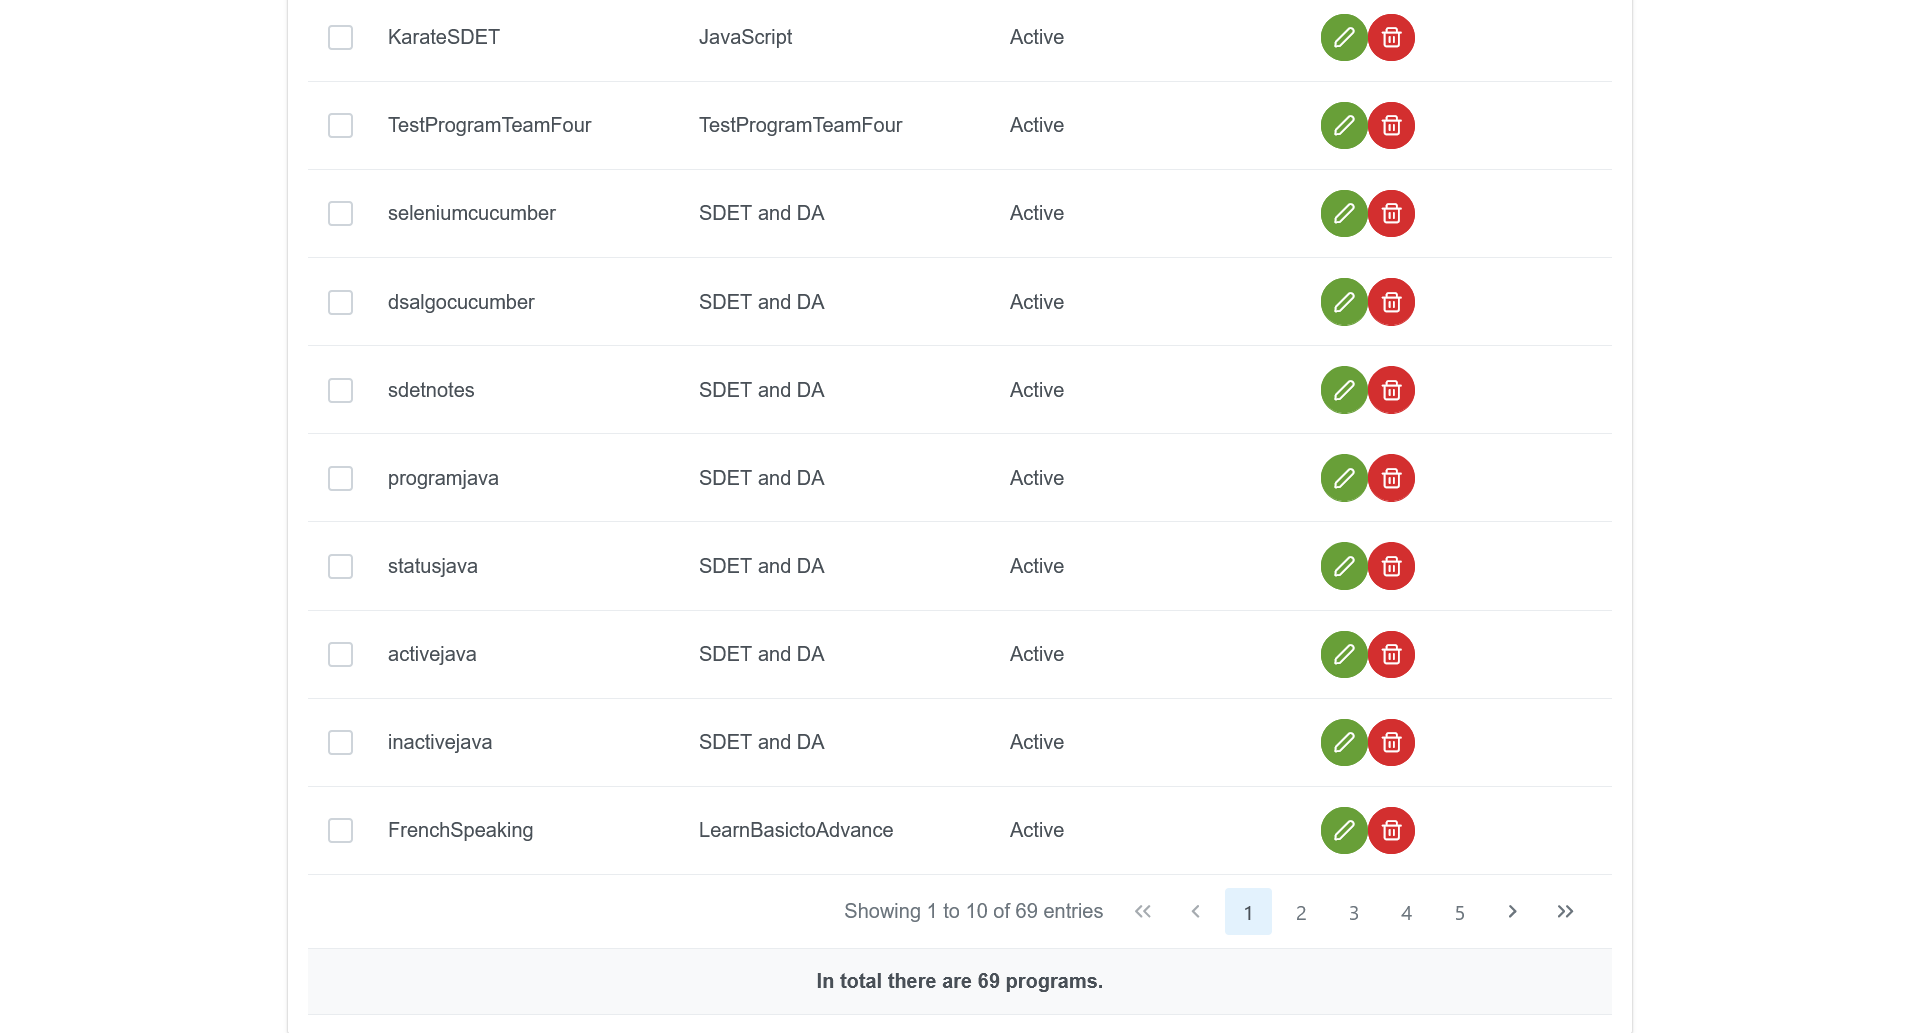 KarateSDET JavaScript Active
TestProgramTeamFour TestProgramTeamFour Active
seleniumcucumber SDET and DA Active
dsalgocucumber SDET and DA Active
sdetnotes SDET and DA Active
programjava SDET and DA Active
statusjava SDET and DA Active
activejava SDET and DA Active
inactivejava SDET and DA Active
FrenchSpeaking LearnBasictoAdvance Active
Showing 1 to 10 of 69 entries 1 2 3 4 5
In total there are 69 programs.